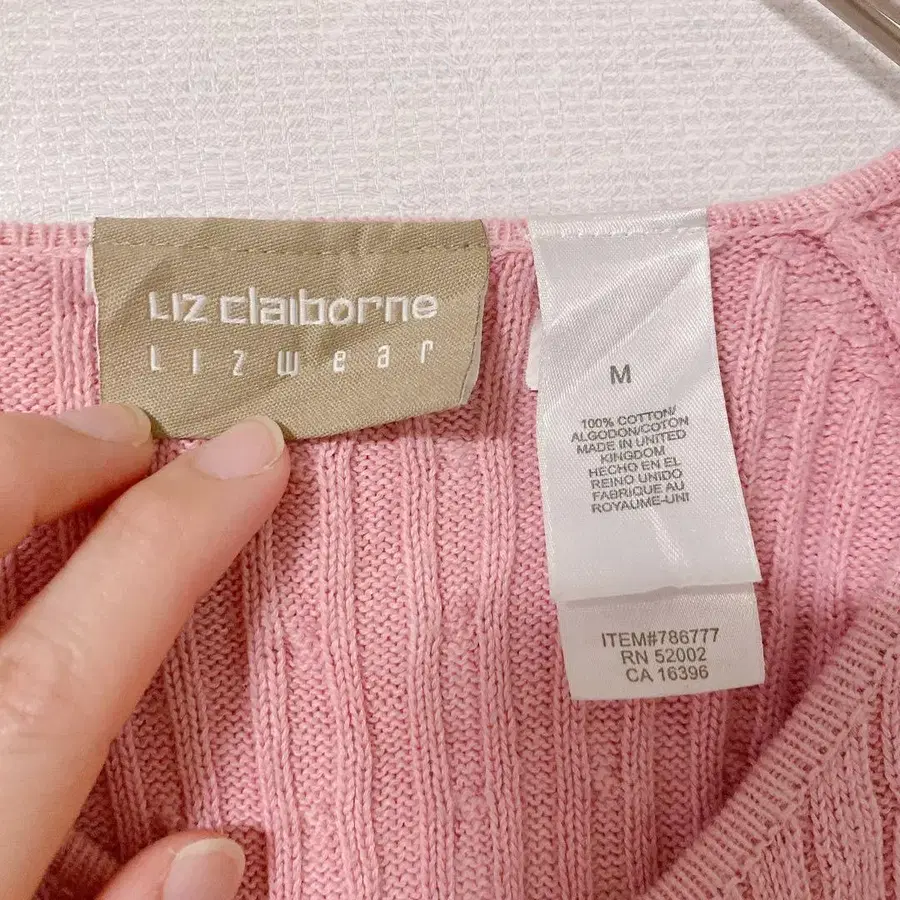 LIZ claiborne
LIZWEAR
M
100% COTTON/
ALGODON/COTON
MADE IN UNITED
KINGDOM
HECHO EN EL
REINO UNIDO
FABRIQUE AU
ROYAUME-UNI
ITEM#786777
RN 52002
CA 16396